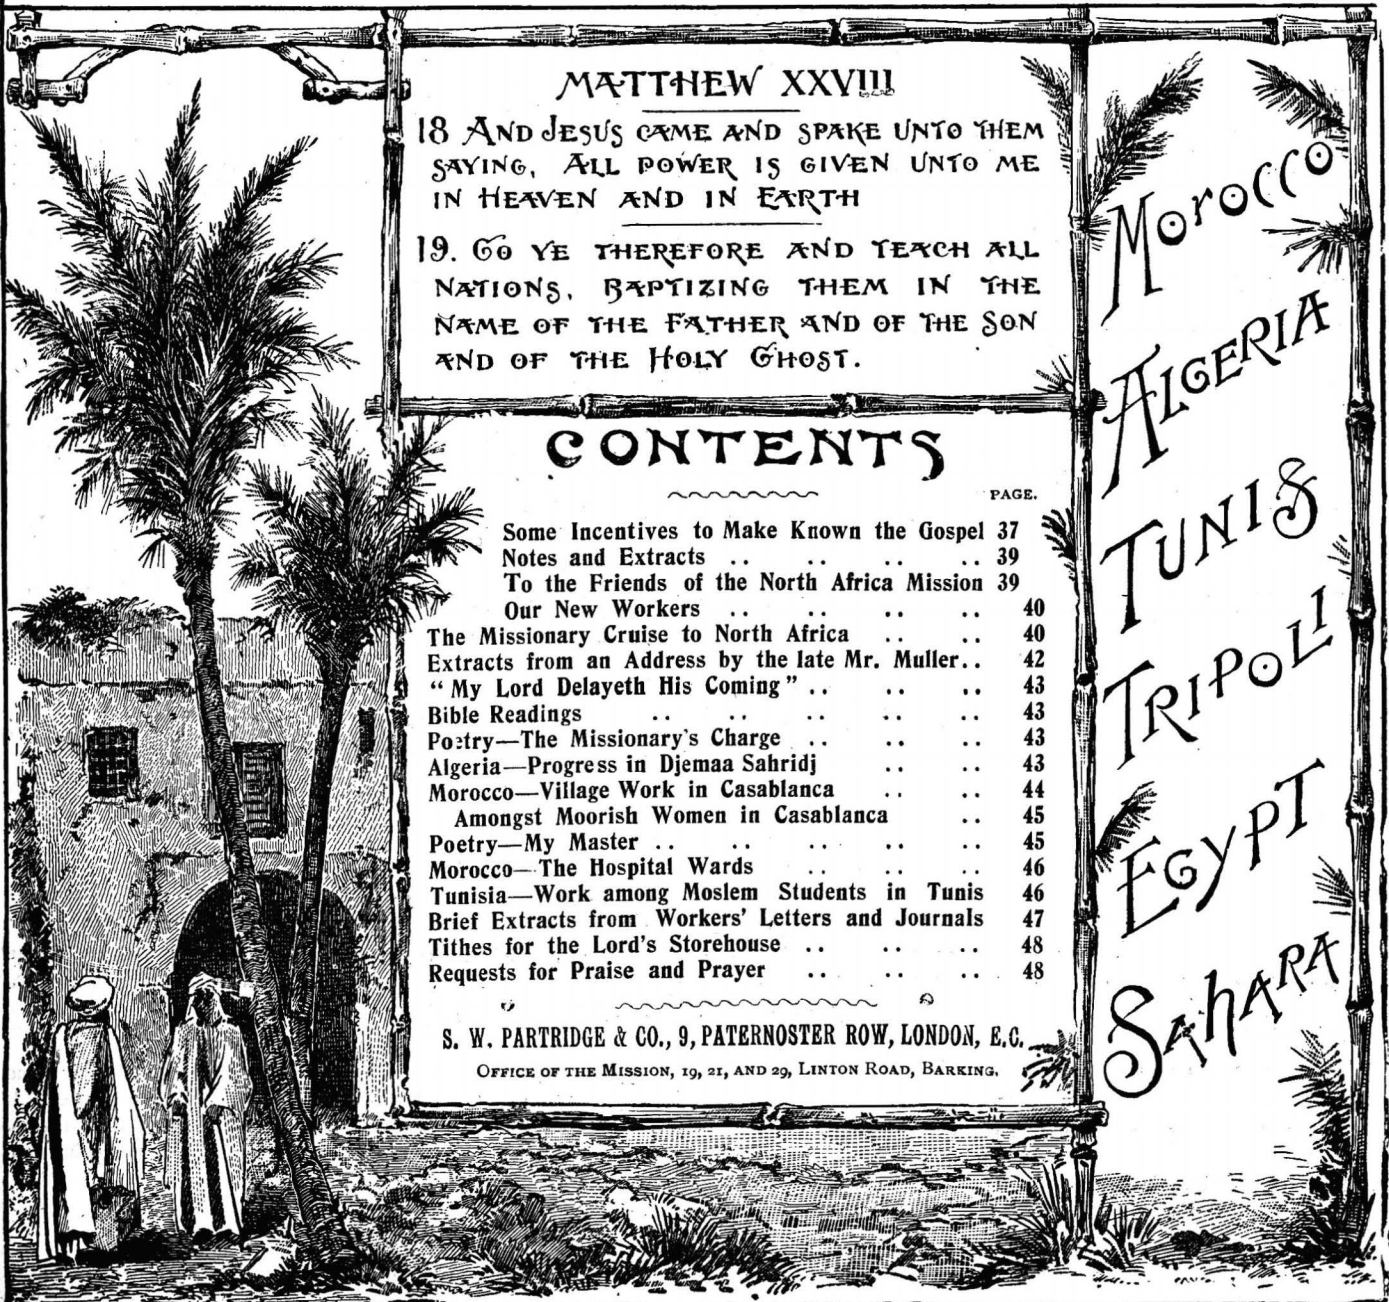 MATTHEW XXVIII
18 AND JESUS CAME AND SPAKE UNTO THEM
SAYING, ALL POWER IS GIVEN UNTO ME
IN HEAVEN AND IN EARTH
19. GO YE THEREFORE AND TEACH ALL
NATIONS, BAPTIZING THEM IN THE
NAME OF THE FATHER AND OF THE SON
AND OF THE HOLY GHOST.
CONTENTS
PAGE.
Some Incentives to Make Known the Gospel 37
Notes and Extracts .. .. .. .. 39
To the Friends of the North Africa Mission 39
Our New Workers .. .. .. .. 40
The Missionary Cruise to North Africa .. .. 40
Extracts from an Address by the late Mr. Muller.. 42
"My Lord Delayeth His Coming" .. .. .. 43
Bible Readings .. .. .. .. .. 43
Poetry—The Missionary's Charge .. .. .. 43
Algeria—Progress in Djemaa Sahridj .. .. 43
Morocco—Village Work in Casablanca .. .. 44
Amongst Moorish Women in Casablanca .. 45
Poetry—My Master .. .. .. .. .. 45
Morocco—The Hospital Wards .. .. .. 46
Tunisia—Work among Moslem Students in Tunis 46
Brief Extracts from Workers' Letters and Journals 47
Tithes for the Lord's Storehouse .. .. .. 48
Requests for Praise and Prayer .. .. .. 48
S. W. PARTRIDGE & CO., 9, PATERNOSTER ROW, LONDON, E.C.
OFFICE OF THE MISSION, 19, 21, AND 29, LINTON ROAD, BARKING.
MOROCCO
ALGERIA
TUNIS
TRIPOLI
EGYPT
SAHARA